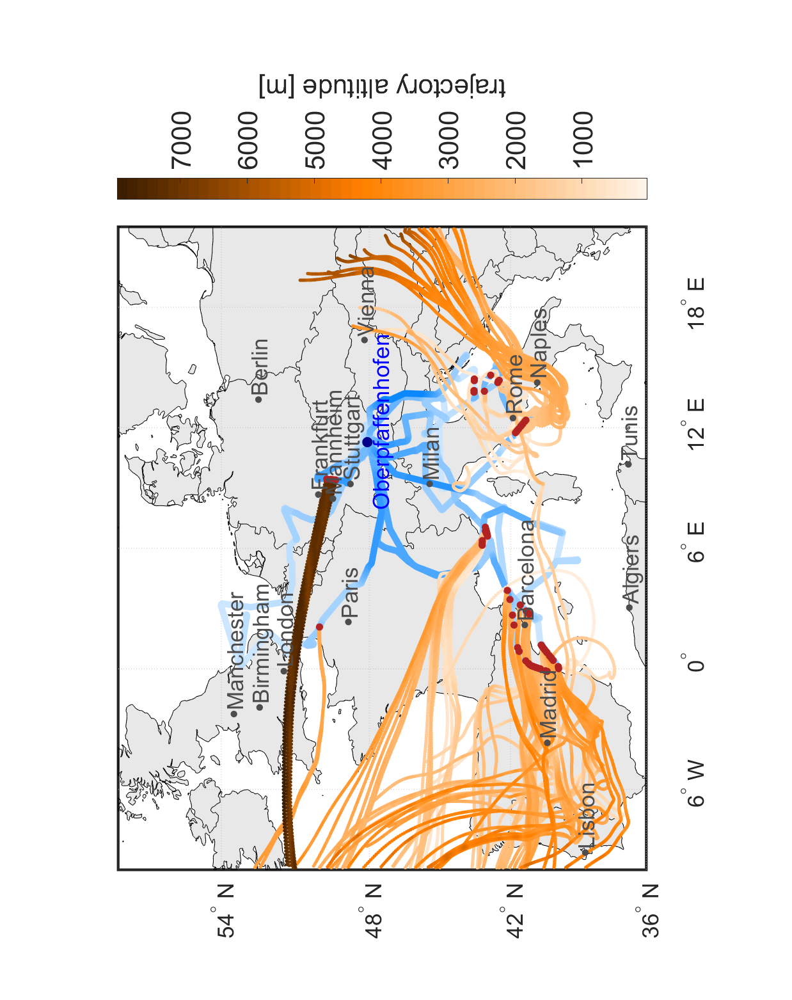 Manchester
Birmingham
London
Berlin
Frankfurt
Mannheim
Stuttgart
Paris
Vienna
Oberpfaffenhofen
Milan
Rome
Naples
Barcelona
Madrid
Lisbon
Algiers
Tunis
54° N
48° N
42° N
36° N
6° W
0°
6° E
12° E
18° E
7000
6000
5000
4000
3000
2000
1000
trajectory altitude [m]